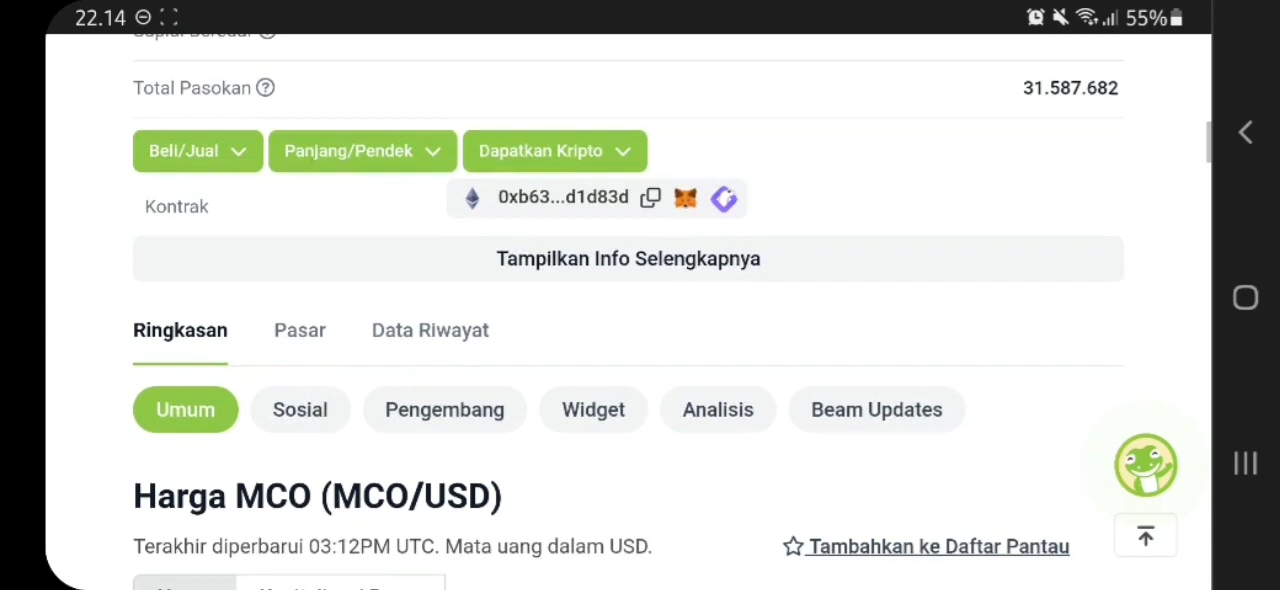 22.14
55%
Total Pasokan
31.587.682
Beli/Jual
Panjang/Pendek
Dapatkan Kripto
Kontrak
0xb63...d1d83d
Tampilkan Info Selengkapnya
Ringkasan
Pasar
Data Riwayat
Umum
Sosial
Pengembang
Widget
Analisis
Beam Updates
Harga MCO (MCO/USD)
Terakhir diperbarui 03:12PM UTC. Mata uang dalam USD.
Tambahkan ke Daftar Pantau